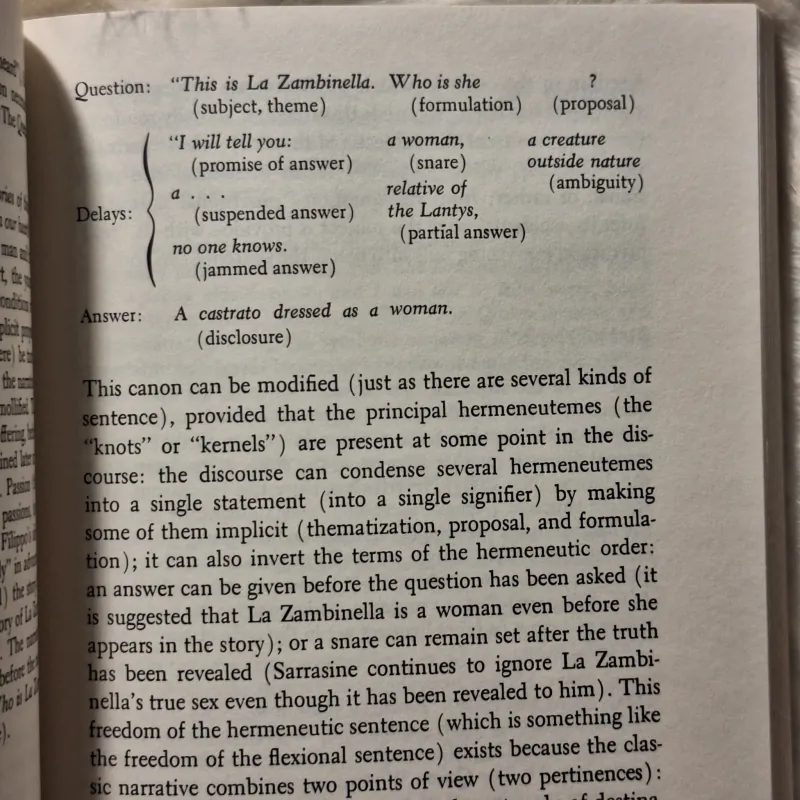 Question: "This is La Zambinella. Who is she ?
(subject, theme) (formulation) (proposal)
"I will tell you: a woman, a creature
(promise of answer) (snare) outside nature
a . . . relative of (ambiguity)
Delays: (suspended answer) the Lantys,
(partial answer)
no one knows.
(jammed answer)
Answer: A castrato dressed as a woman.
(disclosure)
This canon can be modified (just as there are several kinds of
sentence), provided that the principal hermeneutemes (the
"knots" or "kernels") are present at some point in the dis-
course: the discourse can condense several hermeneutemes
into a single statement (into a single signifier) by making
some of them implicit (thematization, proposal, and formula-
tion); it can also invert the terms of the hermeneutic order:
an answer can be given before the question has been asked (it
is suggested that La Zambinella is a woman even before she
appears in the story); or a snare can remain set after the truth
has been revealed (Sarrasine continues to ignore La Zambi-
nella's true sex even though it has been revealed to him). This
freedom of the hermeneutic sentence (which is something like
the freedom of the flexional sentence) exists because the clas-
sic narrative combines two points of view (two pertinences):